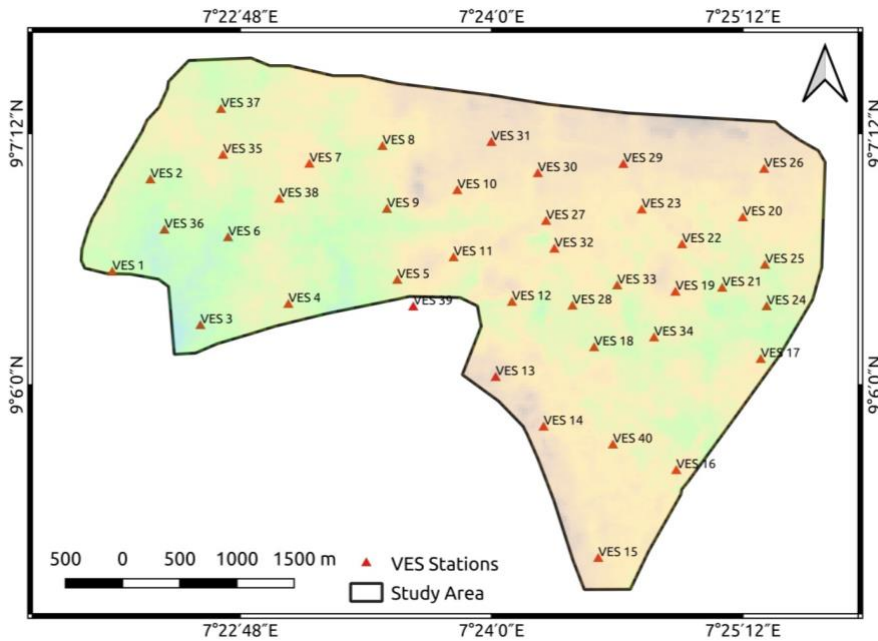 7°22′48″E 7°24′0″E 7°25′12″E
9°7′12″N 9°7′12″N
VES 37
VES 31
VES 8
VES 35
VES 7
VES 29
VES 26
VES 30
VES 2
VES 10
VES 38
VES 9
VES 23
VES 20
VES 27
VES 36
VES 6
VES 22
VES 32
VES 11
VES 25
VES 1
VES 5
VES 33
VES 19
VES 21
VES 4
VES 39
VES 12
VES 28
VES 24
VES 3
VES 34
VES 18
VES 17
9°6′0″N 9°6′0″N
VES 13
VES 14
VES 40
VES 16
VES 15
500 0 500 1000 1500 m
VES Stations
Study Area
7°22′48″E 7°24′0″E 7°25′12″E